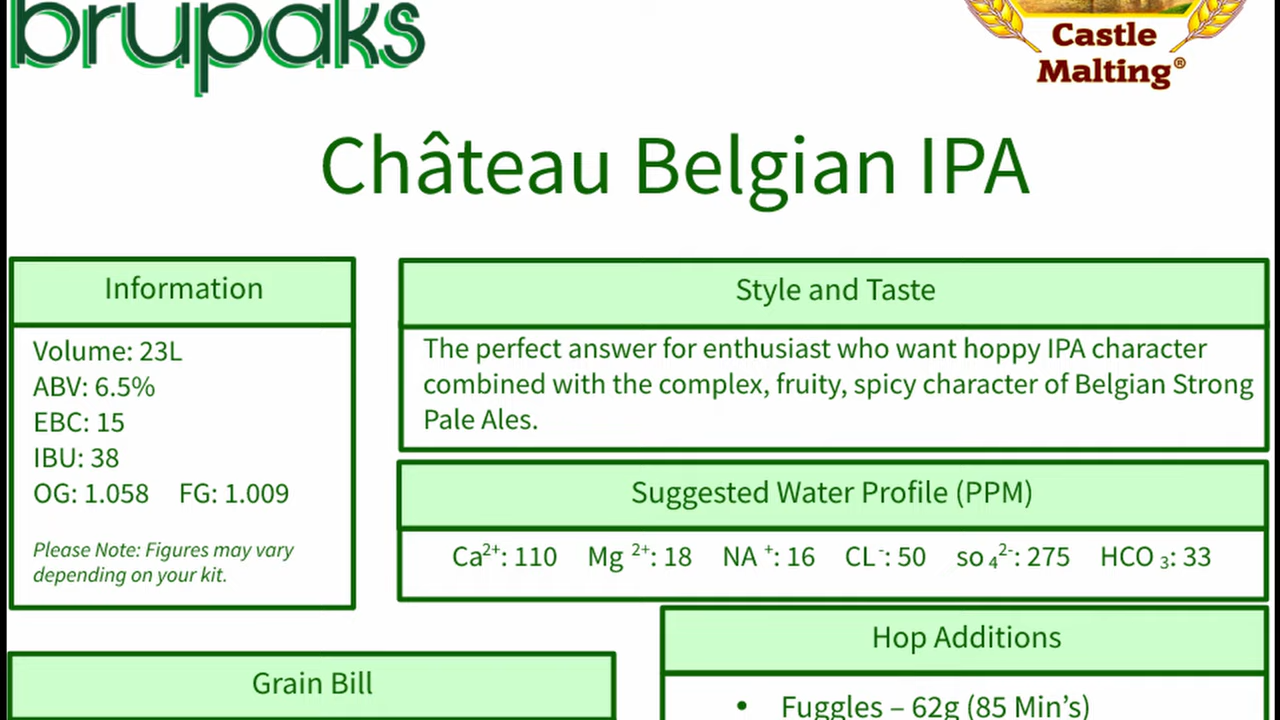 brupaks
Castle
Malting®
Château Belgian IPA
Information
Volume: 23L
ABV: 6.5%
EBC: 15
IBU: 38
OG: 1.058 FG: 1.009
Please Note: Figures may vary
depending on your kit.
Style and Taste
The perfect answer for enthusiast who want hoppy IPA character
combined with the complex, fruity, spicy character of Belgian Strong
Pale Ales.
Suggested Water Profile (PPM)
Ca²⁺: 110 Mg ²⁺: 18 NA ⁺: 16 CL ⁻: 50 so ₄²⁻: 275 HCO ₃: 33
Hop Additions
• Fuggles – 62g (85 Min’s)
Grain Bill